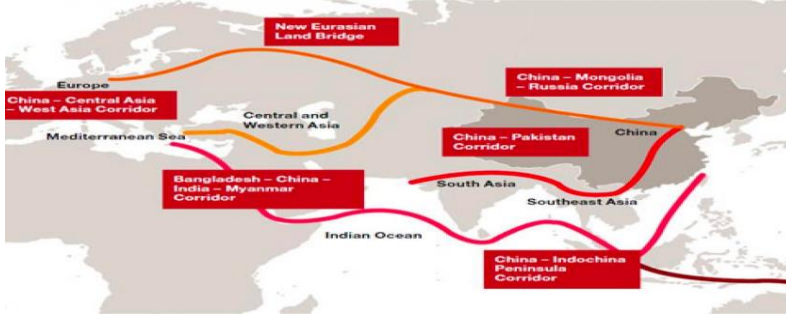 New Eurasian
Land Bridge
Europe
China – Mongolia
– Russia Corridor
China – Central Asia
– West Asia Corridor
Central and
Western Asia
Mediterranean Sea
China – Pakistan
Corridor
China
Bangladesh – China –
India – Myanmar
Corridor
South Asia
Southeast Asia
Indian Ocean
China – Indochina
Peninsula
Corridor